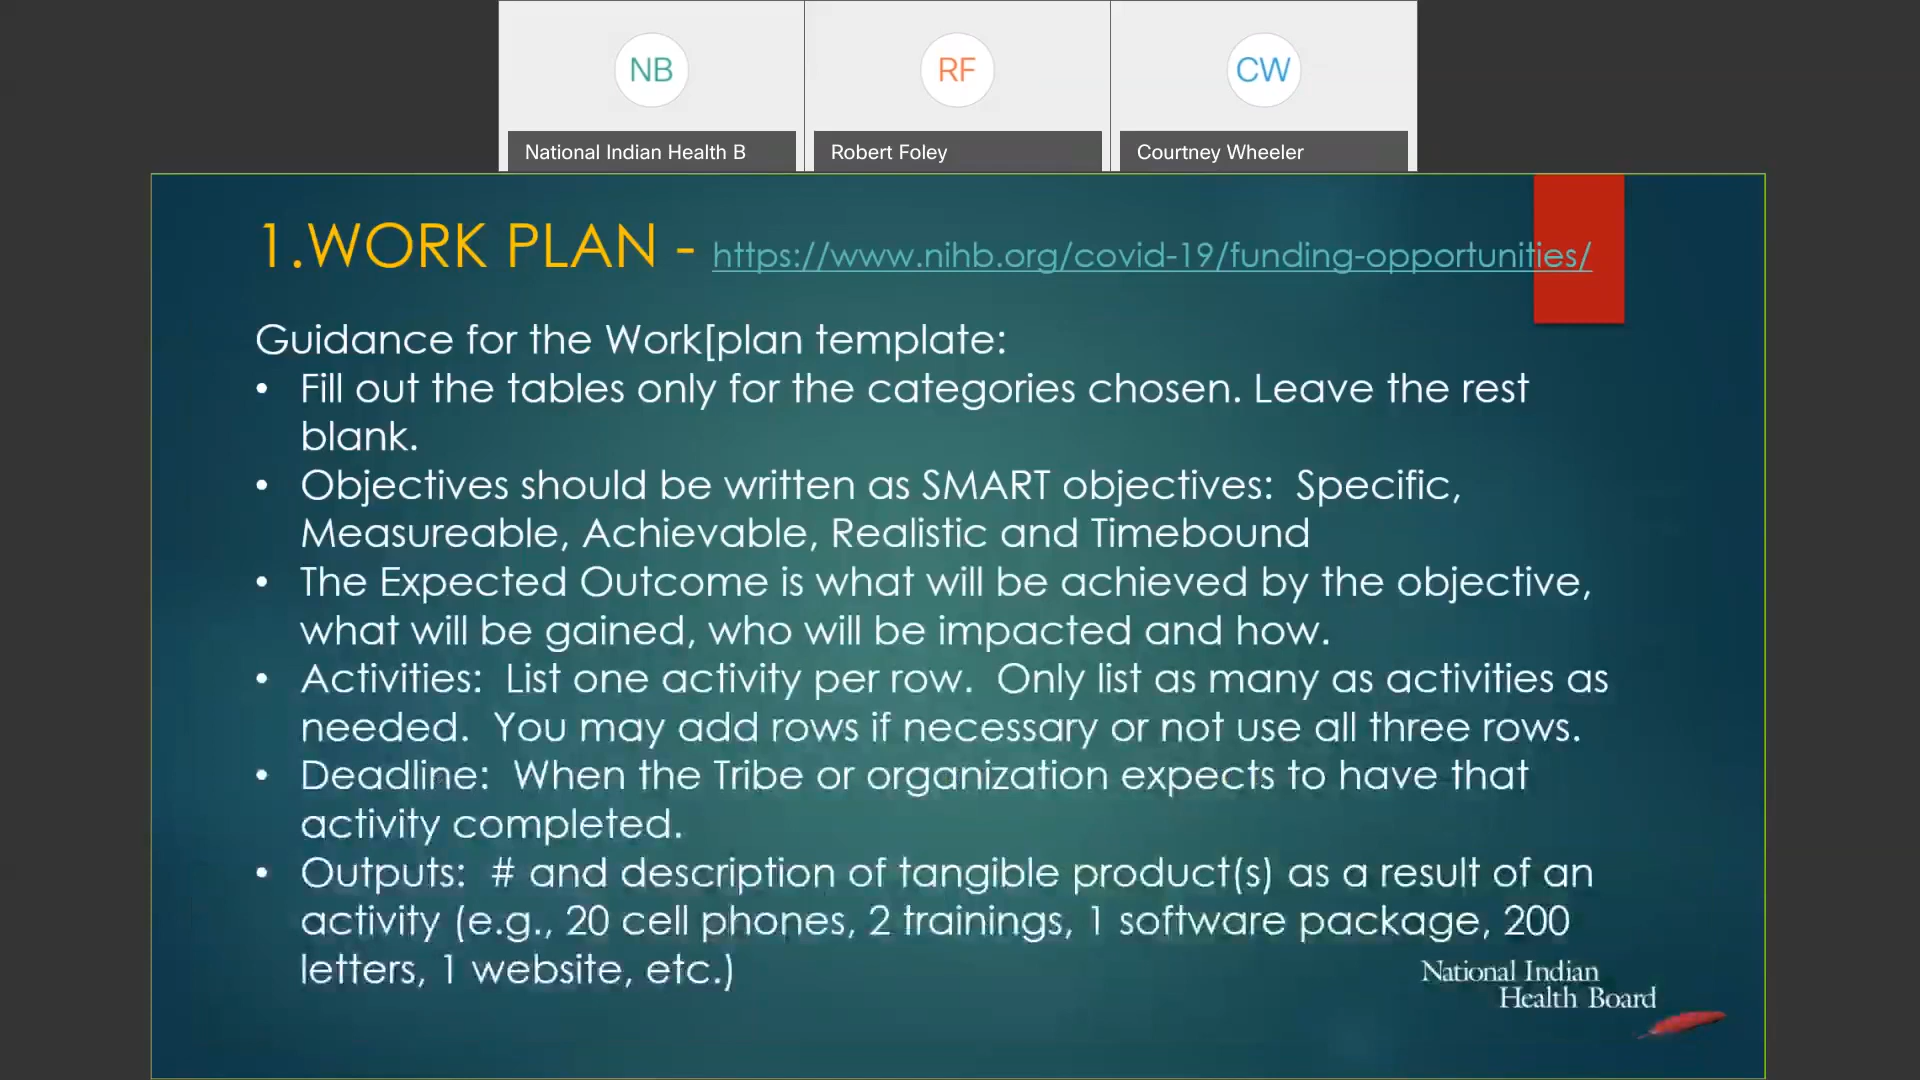 NB
RF
CW
National Indian Health B
Robert Foley
Courtney Wheeler
1.WORK PLAN - https://www.nihb.org/covid-19/funding-opportunities/
Guidance for the Work[plan template:
• Fill out the tables only for the categories chosen. Leave the rest
blank.
• Objectives should be written as SMART objectives:  Specific,
Measureable, Achievable, Realistic and Timebound
• The Expected Outcome is what will be achieved by the objective,
what will be gained, who will be impacted and how.
• Activities:  List one activity per row.  Only list as many as activities as
needed.  You may add rows if necessary or not use all three rows.
• Deadline:  When the Tribe or organization expects to have that
activity completed.
• Outputs:  # and description of tangible product(s) as a result of an
activity (e.g., 20 cell phones, 2 trainings, 1 software package, 200
letters, 1 website, etc.)
National Indian
Health Board